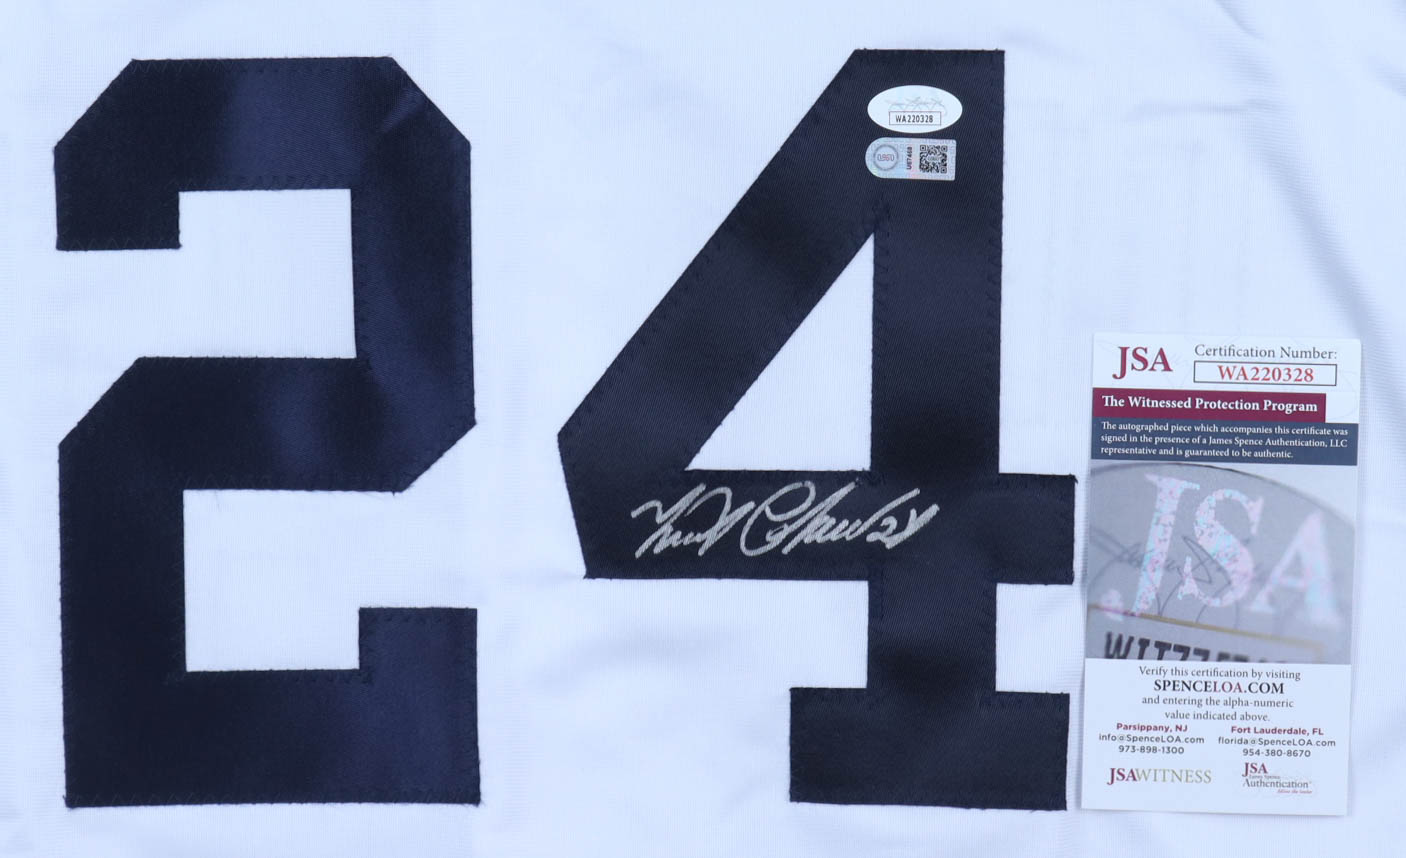 24
WA220328
JSA
Certification Number:
WA220328
The Witnessed Protection Program
The autographed piece which accompanies this certificate was
signed in the presence of a James Spence Authentication, LLC
representative and is guaranteed to be authentic.
JSA
Verify this certification by visiting
SPENCELOA.COM
and entering the alpha-numeric
value indicated above.
Parsippany, NJ
info@SpenceLOA.com
973-898-1300
Fort Lauderdale, FL
florida@SpenceLOA.com
954-380-8670
JSAWITNESS
JSA
James Spence
Authentication